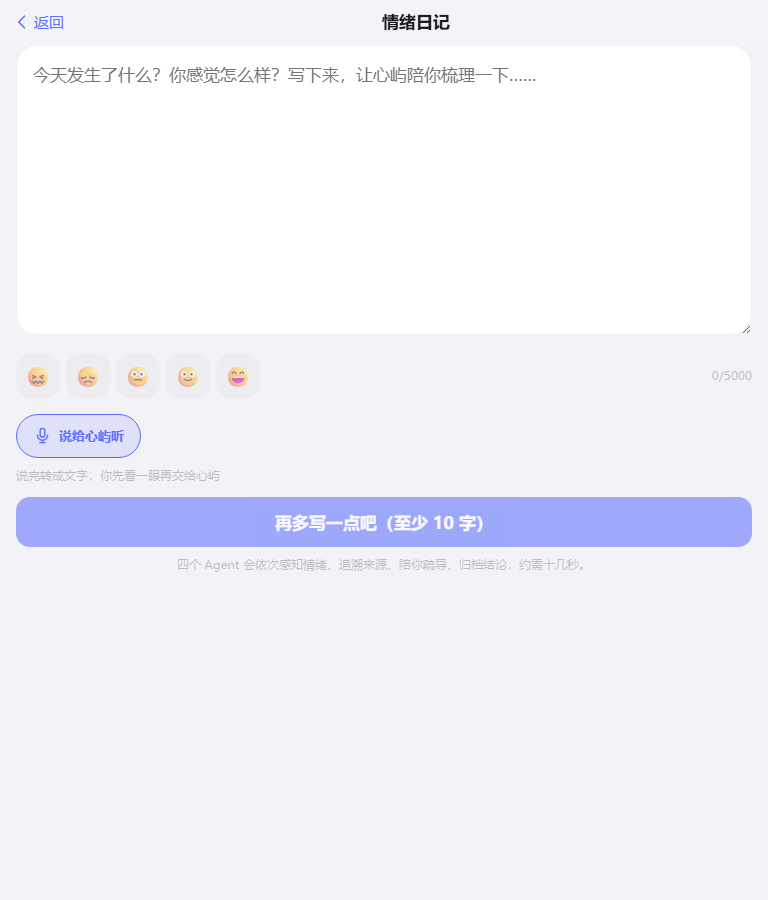 返回
情绪日记
今天发生了什么？你感觉怎么样？写下来，让心屿陪你梳理一下……
0/5000
说给心屿听
说完转成文字，你先看一眼再交给心屿
再多写一点吧（至少 10 字）
四个 Agent 会依次感知情绪、追溯来源、陪你疏导、归档结论，约需十几秒。